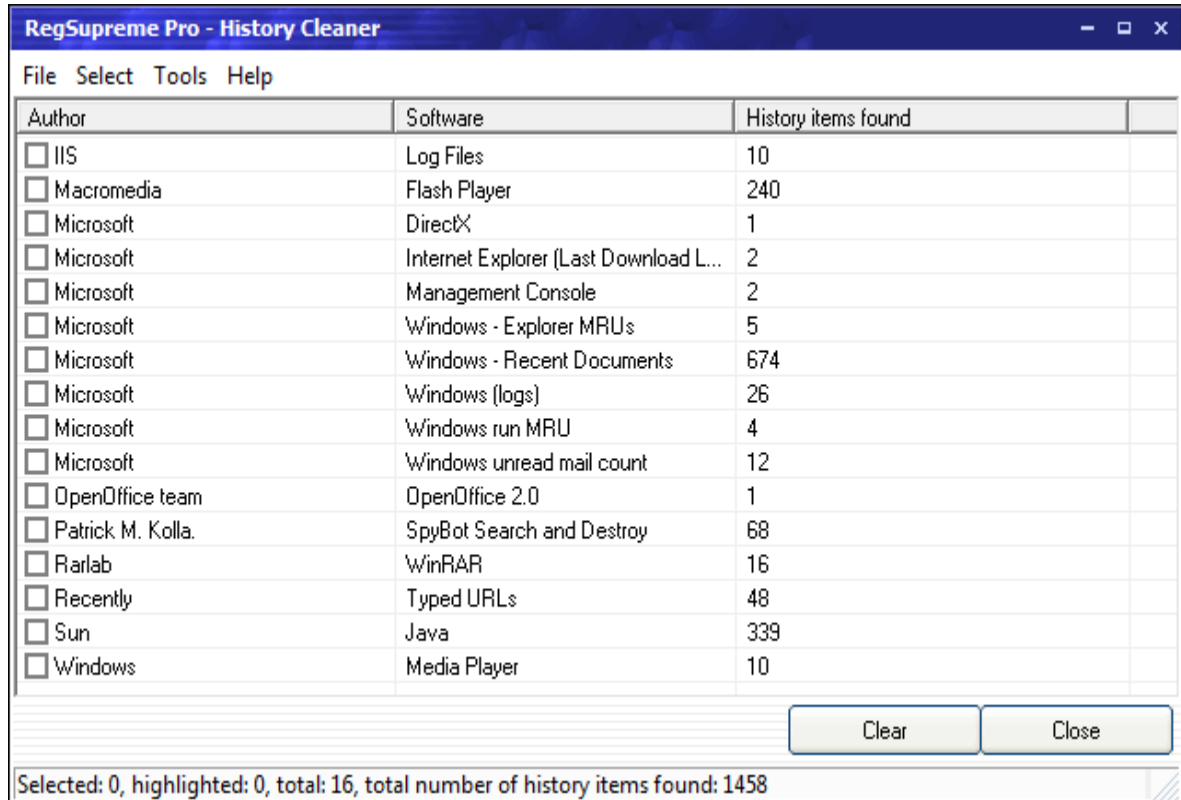 RegSupreme Pro - History Cleaner
File Select Tools Help
Author Software History items found
IIS Log Files 10
Macromedia Flash Player 240
Microsoft DirectX 1
Microsoft Internet Explorer (Last Download L... 2
Microsoft Management Console 2
Microsoft Windows - Explorer MRUs 5
Microsoft Windows - Recent Documents 674
Microsoft Windows (logs) 26
Microsoft Windows run MRU 4
Microsoft Windows unread mail count 12
OpenOffice team OpenOffice 2.0 1
Patrick M. Kolla. SpyBot Search and Destroy 68
Rarlab WinRAR 16
Recently Typed URLs 48
Sun Java 339
Windows Media Player 10
Clear Close
Selected: 0, highlighted: 0, total: 16, total number of history items found: 1458